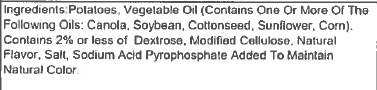 Ingredients:Potatoes, Vegetable Oil (Contains One Or More Of The
Following Oils: Canola, Soybean, Cottonseed, Sunflower, Corn).
Contains 2% or less of Dextrose, Modified Cellulose, Natural
Flavor, Salt, Sodium Acid Pyrophosphate Added To Maintain
Natural Color.